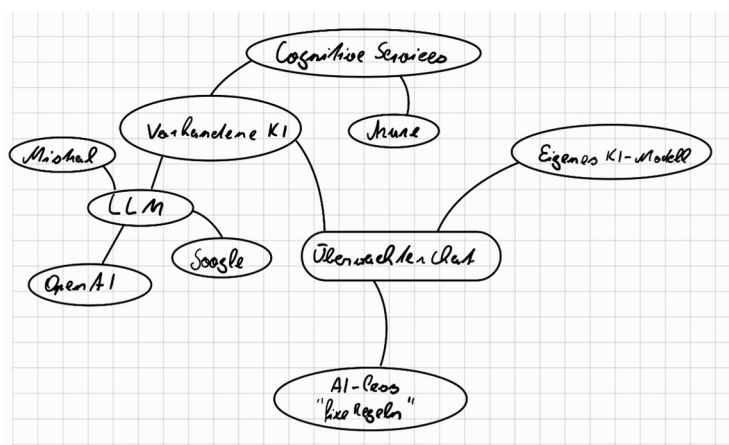 Cognitive Services
Vorhandene KI
Azure
Mistral
Eigenes KI-Modell
LLM
Google
Überwachter Chat
OpenAI
AI-less
"fixe Regeln"